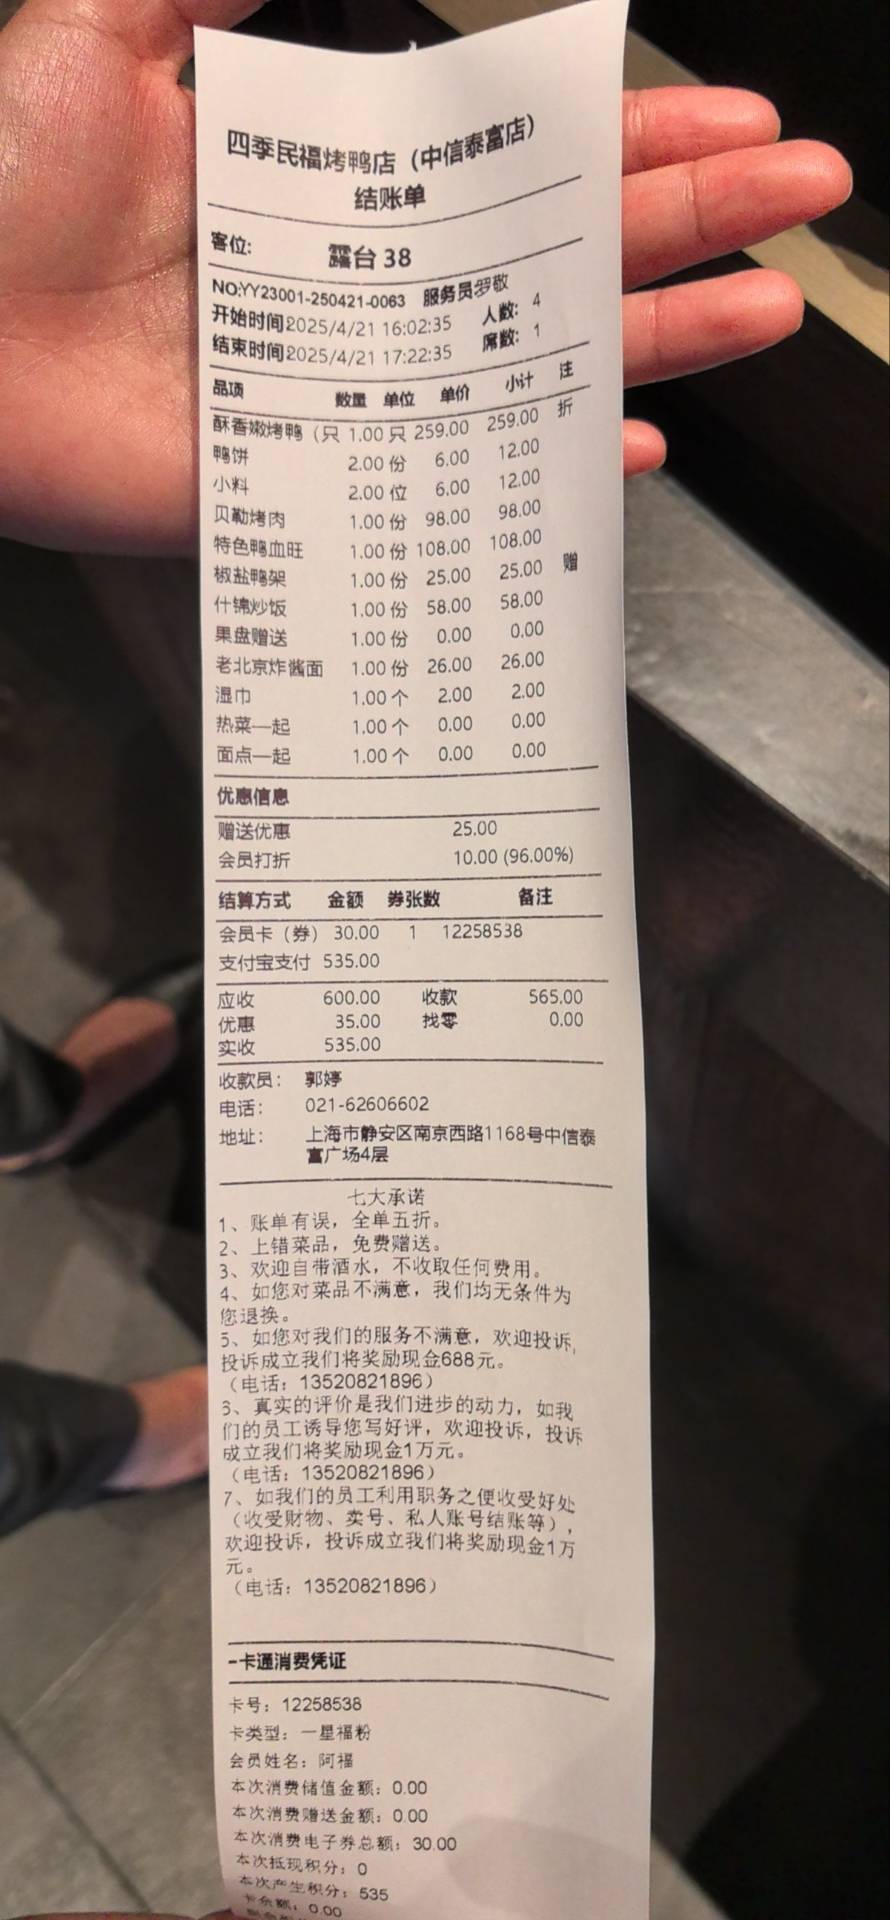 四季民福烤鸭店（中信泰富店）
结账单
客位： 露台 38
NO:YY23001-250421-0063 服务员罗敬
开始时间2025/4/21 16:02:35 人数： 4
结束时间2025/4/21 17:22:35 席数： 1
品项 数量 单位 单价 小计 注
酥香嫩烤鸭（只 1.00 只 259.00 259.00 折
鸭饼 2.00 份 6.00 12.00
小料 2.00 位 6.00 12.00
贝勒烤肉 1.00 份 98.00 98.00
特色鸭血旺 1.00 份 108.00 108.00
椒盐鸭架 1.00 份 25.00 25.00 赠
什锦炒饭 1.00 份 58.00 58.00
果盘赠送 1.00 份 0.00 0.00
老北京炸酱面 1.00 份 26.00 26.00
湿巾 1.00 个 2.00 2.00
热菜一起 1.00 个 0.00 0.00
面点一起 1.00 个 0.00 0.00
优惠信息
赠送优惠 25.00
会员打折 10.00 (96.00%)
结算方式 金额 券张数 备注
会员卡（券） 30.00 1 12258538
支付宝支付 535.00
应收 600.00 收款 565.00
优惠 35.00 找零 0.00
实收 535.00
收款员： 郭婷
电话： 021-62606602
地址： 上海市静安区南京西路1168号中信泰
富广场4层
七大承诺
1、账单有误，全单五折。
2、上错菜品，免费赠送。
3、欢迎自带酒水，不收取任何费用。
4、如您对菜品不满意，我们均无条件为
您退换。
5、如您对我们的服务不满意，欢迎投诉，
投诉成立我们将奖励现金688元。
（电话：13520821896）
6、真实的评价是我们进步的动力，如我
们的员工诱导您写好评，欢迎投诉，投诉
成立我们将奖励现金1万元。
（电话：13520821896）
7、如我们的员工利用职务之便收受好处
（收受财物、卖号、私人账号结账等），
欢迎投诉，投诉成立我们将奖励现金1万
元。
（电话：13520821896）
一卡通消费凭证
卡号：12258538
卡类型：一星福粉
会员姓名：阿福
本次消费储值金额：0.00
本次消费赠送金额：0.00
本次消费电子券总额：30.00
本次抵现积分：0
本次产生积分：535
卡余额：0.00